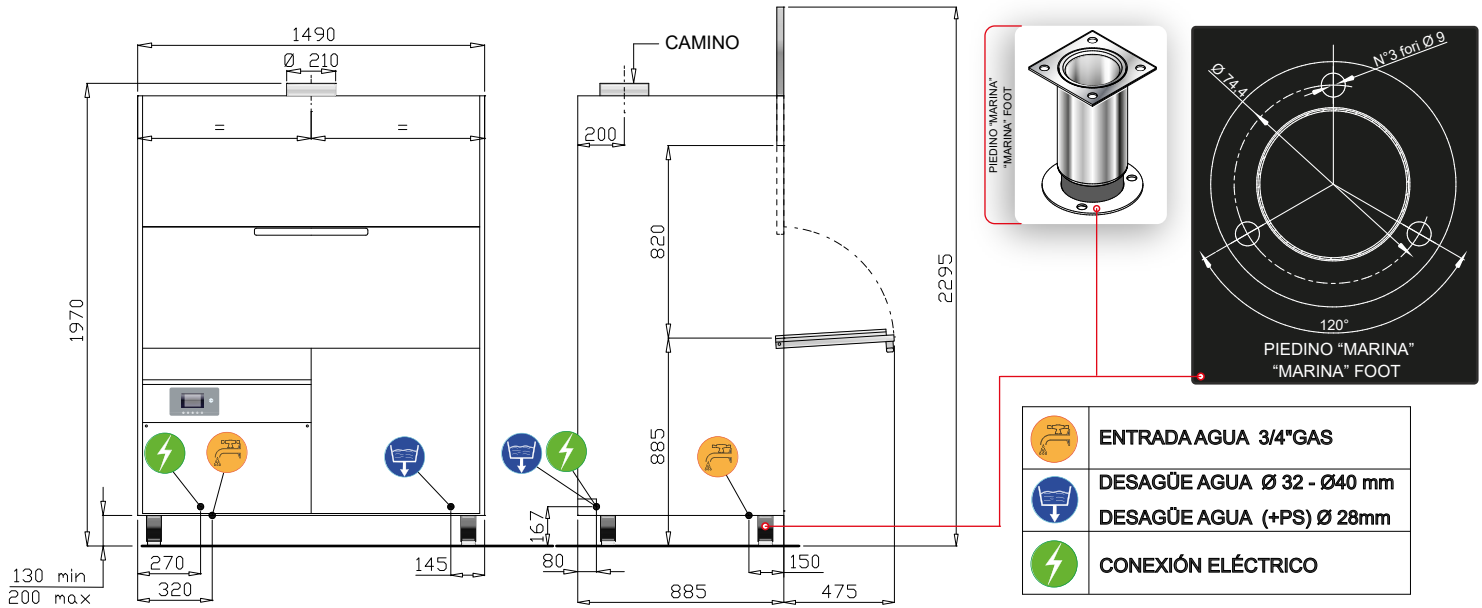 1490
Ø 210
CAMINO
=
=
200
1970
820
2295
885
167
270
320
145
80
150
885
475
130 min
200 max
PIEDINO "MARINA"
"MARINA" FOOT
N°3 fori Ø 9
Ø 74,4
120°
PIEDINO “MARINA”
“MARINA” FOOT
ENTRADA AGUA 3/4"GAS
DESAGÜE AGUA Ø 32 - Ø40 mm
DESAGÜE AGUA (+PS) Ø 28mm
CONEXIÓN ELÉCTRICO